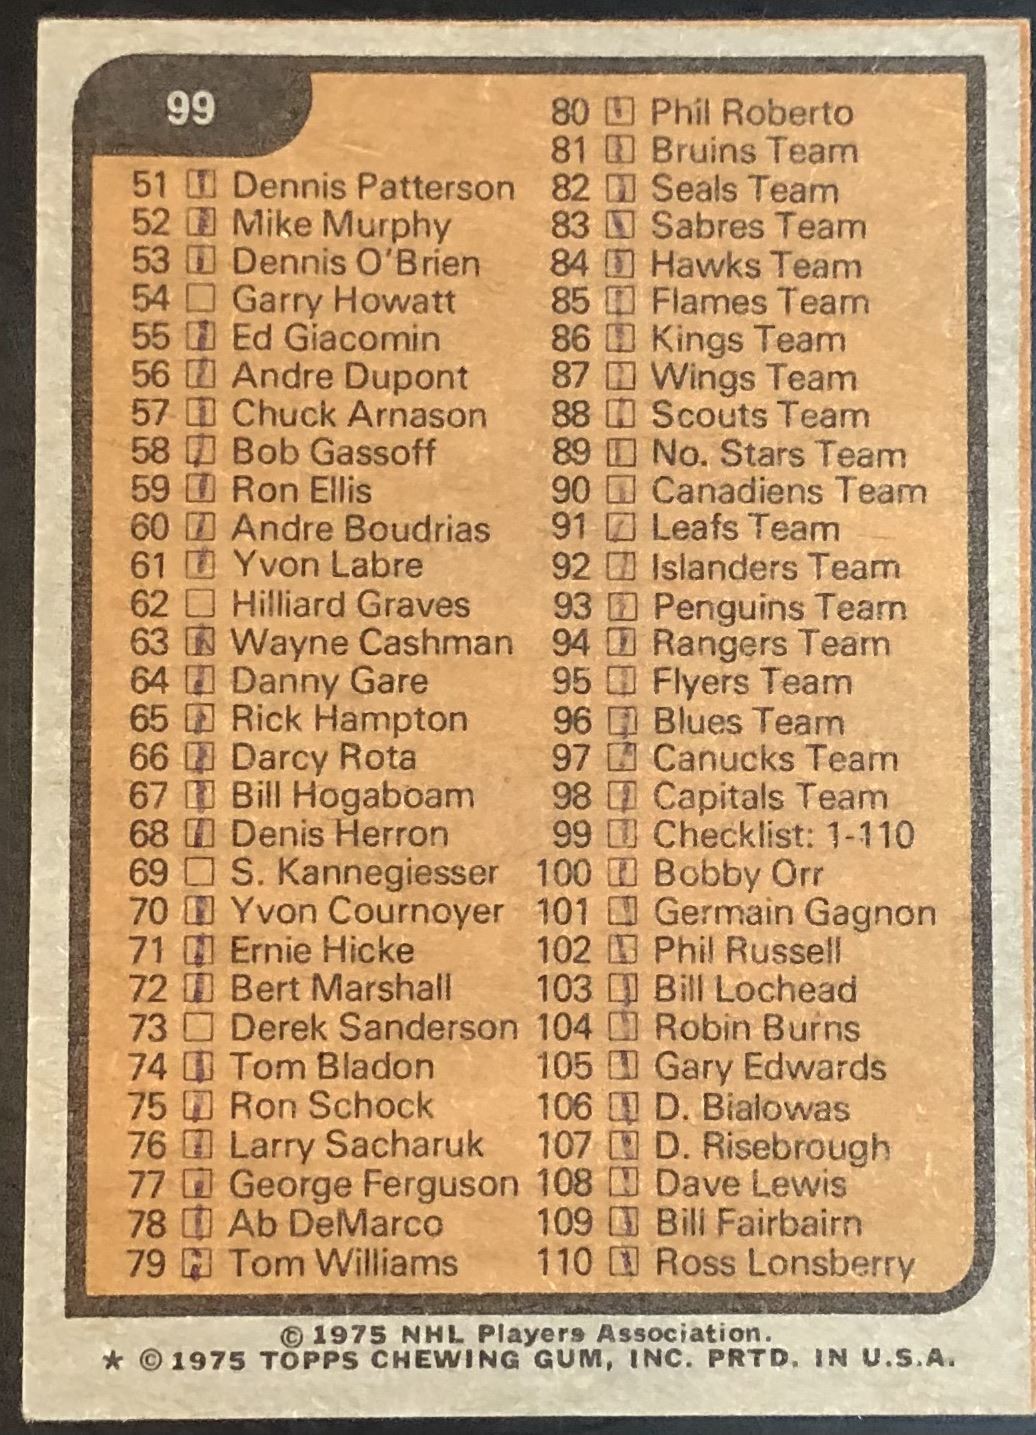 99
51 Dennis Patterson
52 Mike Murphy
53 Dennis O'Brien
54 Garry Howatt
55 Ed Giacomin
56 Andre Dupont
57 Chuck Arnason
58 Bob Gassoff
59 Ron Ellis
60 Andre Boudrias
61 Yvon Labre
62 Hilliard Graves
63 Wayne Cashman
64 Danny Gare
65 Rick Hampton
66 Darcy Rota
67 Bill Hogaboam
68 Denis Herron
69 S. Kannegiesser
70 Yvon Cournoyer
71 Ernie Hicke
72 Bert Marshall
73 Derek Sanderson
74 Tom Bladon
75 Ron Schock
76 Larry Sacharuk
77 George Ferguson
78 Ab DeMarco
79 Tom Williams
80 Phil Roberto
81 Bruins Team
82 Seals Team
83 Sabres Team
84 Hawks Team
85 Flames Team
86 Kings Team
87 Wings Team
88 Scouts Team
89 No. Stars Team
90 Canadiens Team
91 Leafs Team
92 Islanders Team
93 Penguins Team
94 Rangers Team
95 Flyers Team
96 Blues Team
97 Canucks Team
98 Capitals Team
99 Checklist: 1-110
100 Bobby Orr
101 Germain Gagnon
102 Phil Russell
103 Bill Lochead
104 Robin Burns
105 Gary Edwards
106 D. Bialowas
107 D. Risebrough
108 Dave Lewis
109 Bill Fairbairn
110 Ross Lonsberry
© 1975 NHL Players Association.
* © 1975 TOPPS CHEWING GUM, INC. PRTD. IN U.S.A.